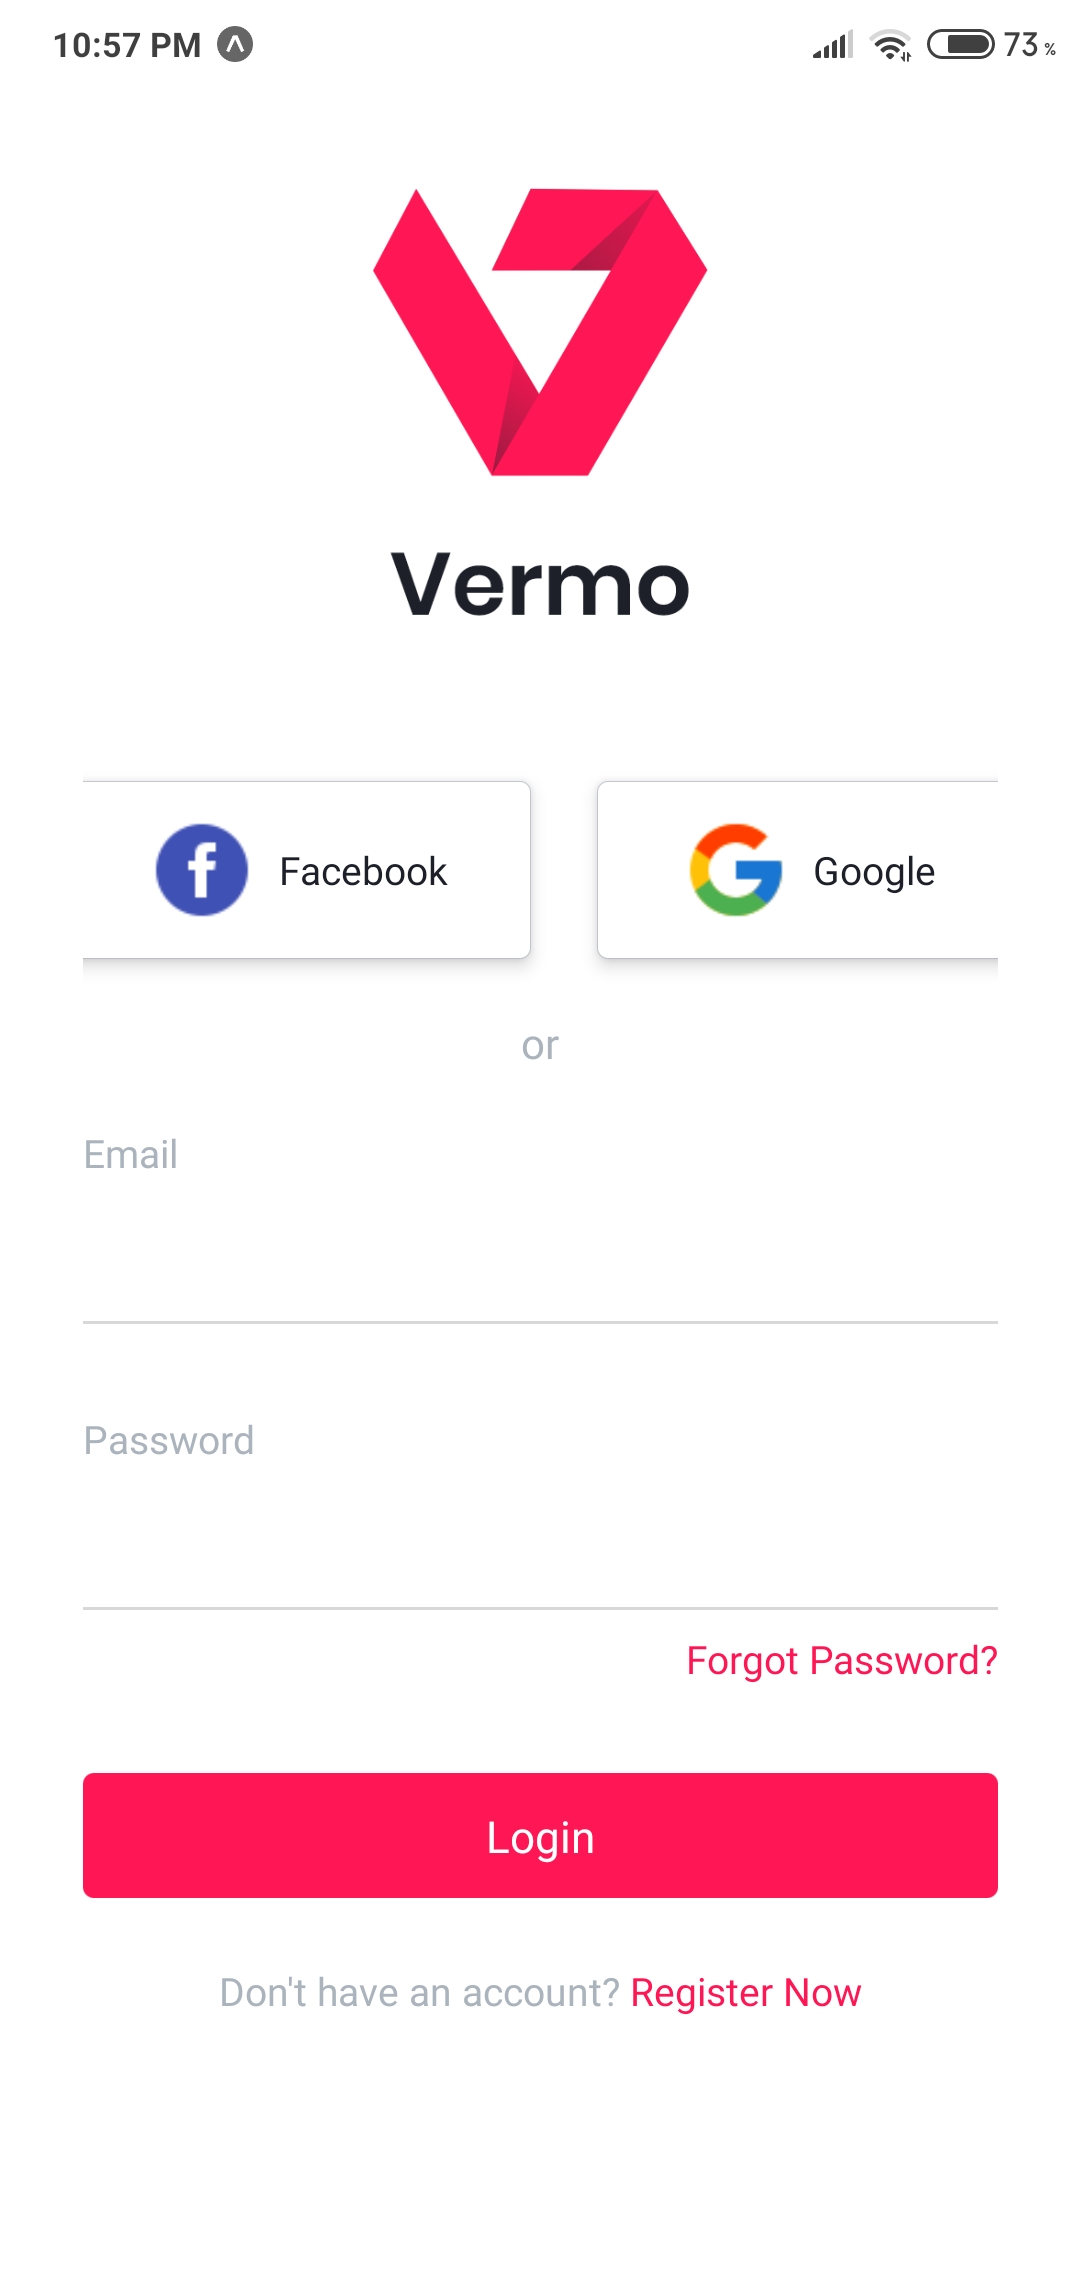 10:57 PM 73 %
Vermo
Facebook Google
or
Email
Password
Forgot Password?
Login
Don't have an account? Register Now